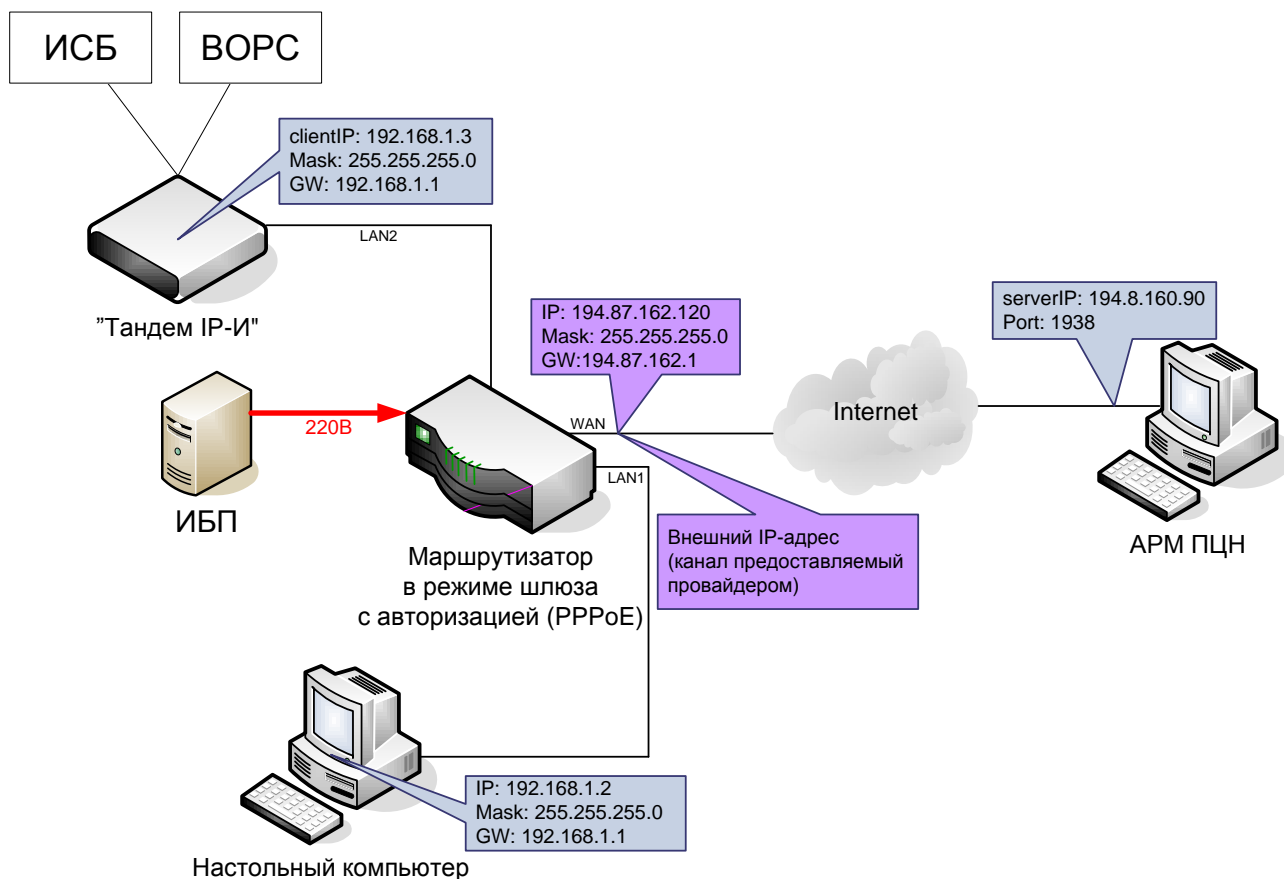 ИСБ
ВОРС
clientIP: 192.168.1.3
Mask: 255.255.255.0
GW: 192.168.1.1
LAN2
”Тандем IP-И"
IP: 194.87.162.120
Mask: 255.255.255.0
GW:194.87.162.1
serverIP: 194.8.160.90
Port: 1938
220В
WAN
Internet
LAN1
ИБП
Маршрутизатор
в режиме шлюза
с авторизацией (PPPoE)
Внешний IP-адрес
(канал предоставляемый
провайдером)
АРМ ПЦН
IP: 192.168.1.2
Mask: 255.255.255.0
GW: 192.168.1.1
Настольный компьютер